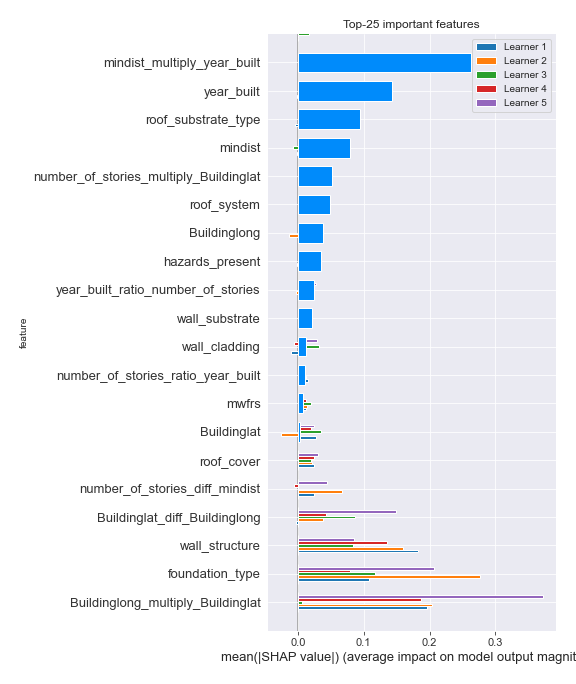 Top-25 important features
Learner 1
Learner 2
Learner 3
Learner 4
Learner 5
mindist_multiply_year_built
year_built
roof_substrate_type
mindist
number_of_stories_multiply_Buildinglat
roof_system
Buildinglong
hazards_present
year_built_ratio_number_of_stories
wall_substrate
wall_cladding
number_of_stories_ratio_year_built
mwfrs
Buildinglat
roof_cover
number_of_stories_diff_mindist
Buildinglat_diff_Buildinglong
wall_structure
foundation_type
Buildinglong_multiply_Buildinglat
feature
0.0 0.1 0.2 0.3
mean(|SHAP value|) (average impact on model output magnit